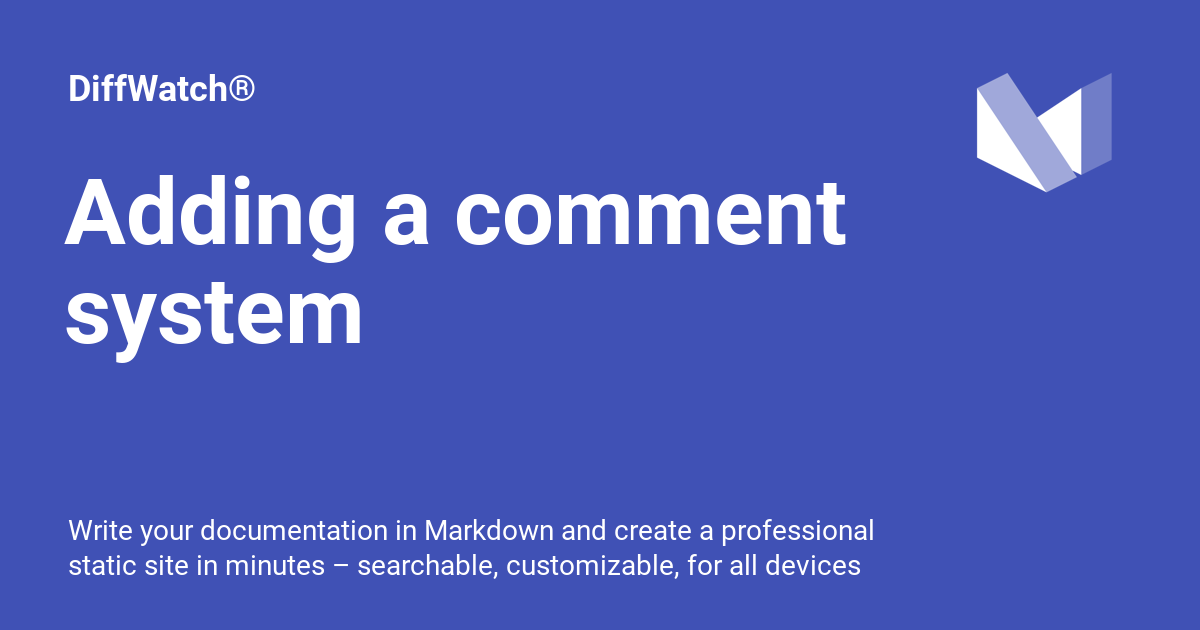 DiffWatch®
Adding a comment
system
Write your documentation in Markdown and create a professional
static site in minutes – searchable, customizable, for all devices